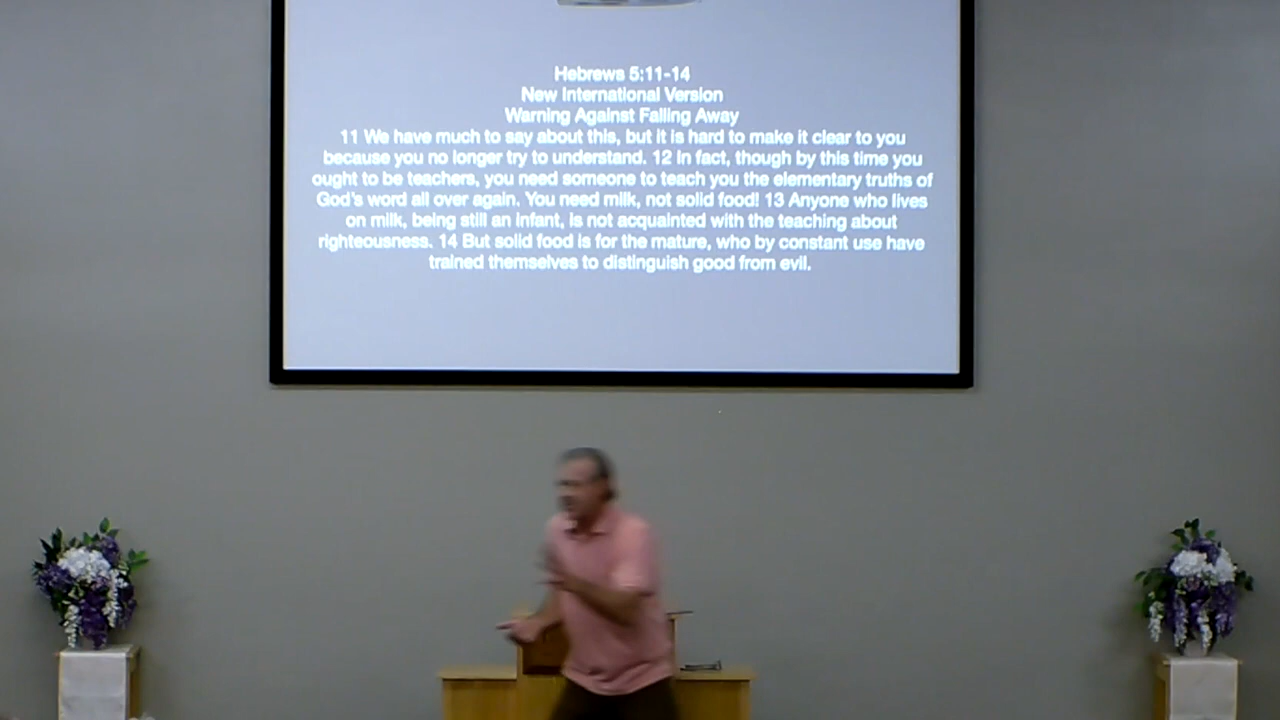 Hebrews 5:11-14
New International Version
Warning Against Falling Away
11 We have much to say about this, but it is hard to make it clear to you
because you no longer try to understand. 12 In fact, though by this time you
ought to be teachers, you need someone to teach you the elementary truths of
God's word all over again. You need milk, not solid food! 13 Anyone who lives
on milk, being still an infant, is not acquainted with the teaching about
righteousness. 14 But solid food is for the mature, who by constant use have
trained themselves to distinguish good from evil.